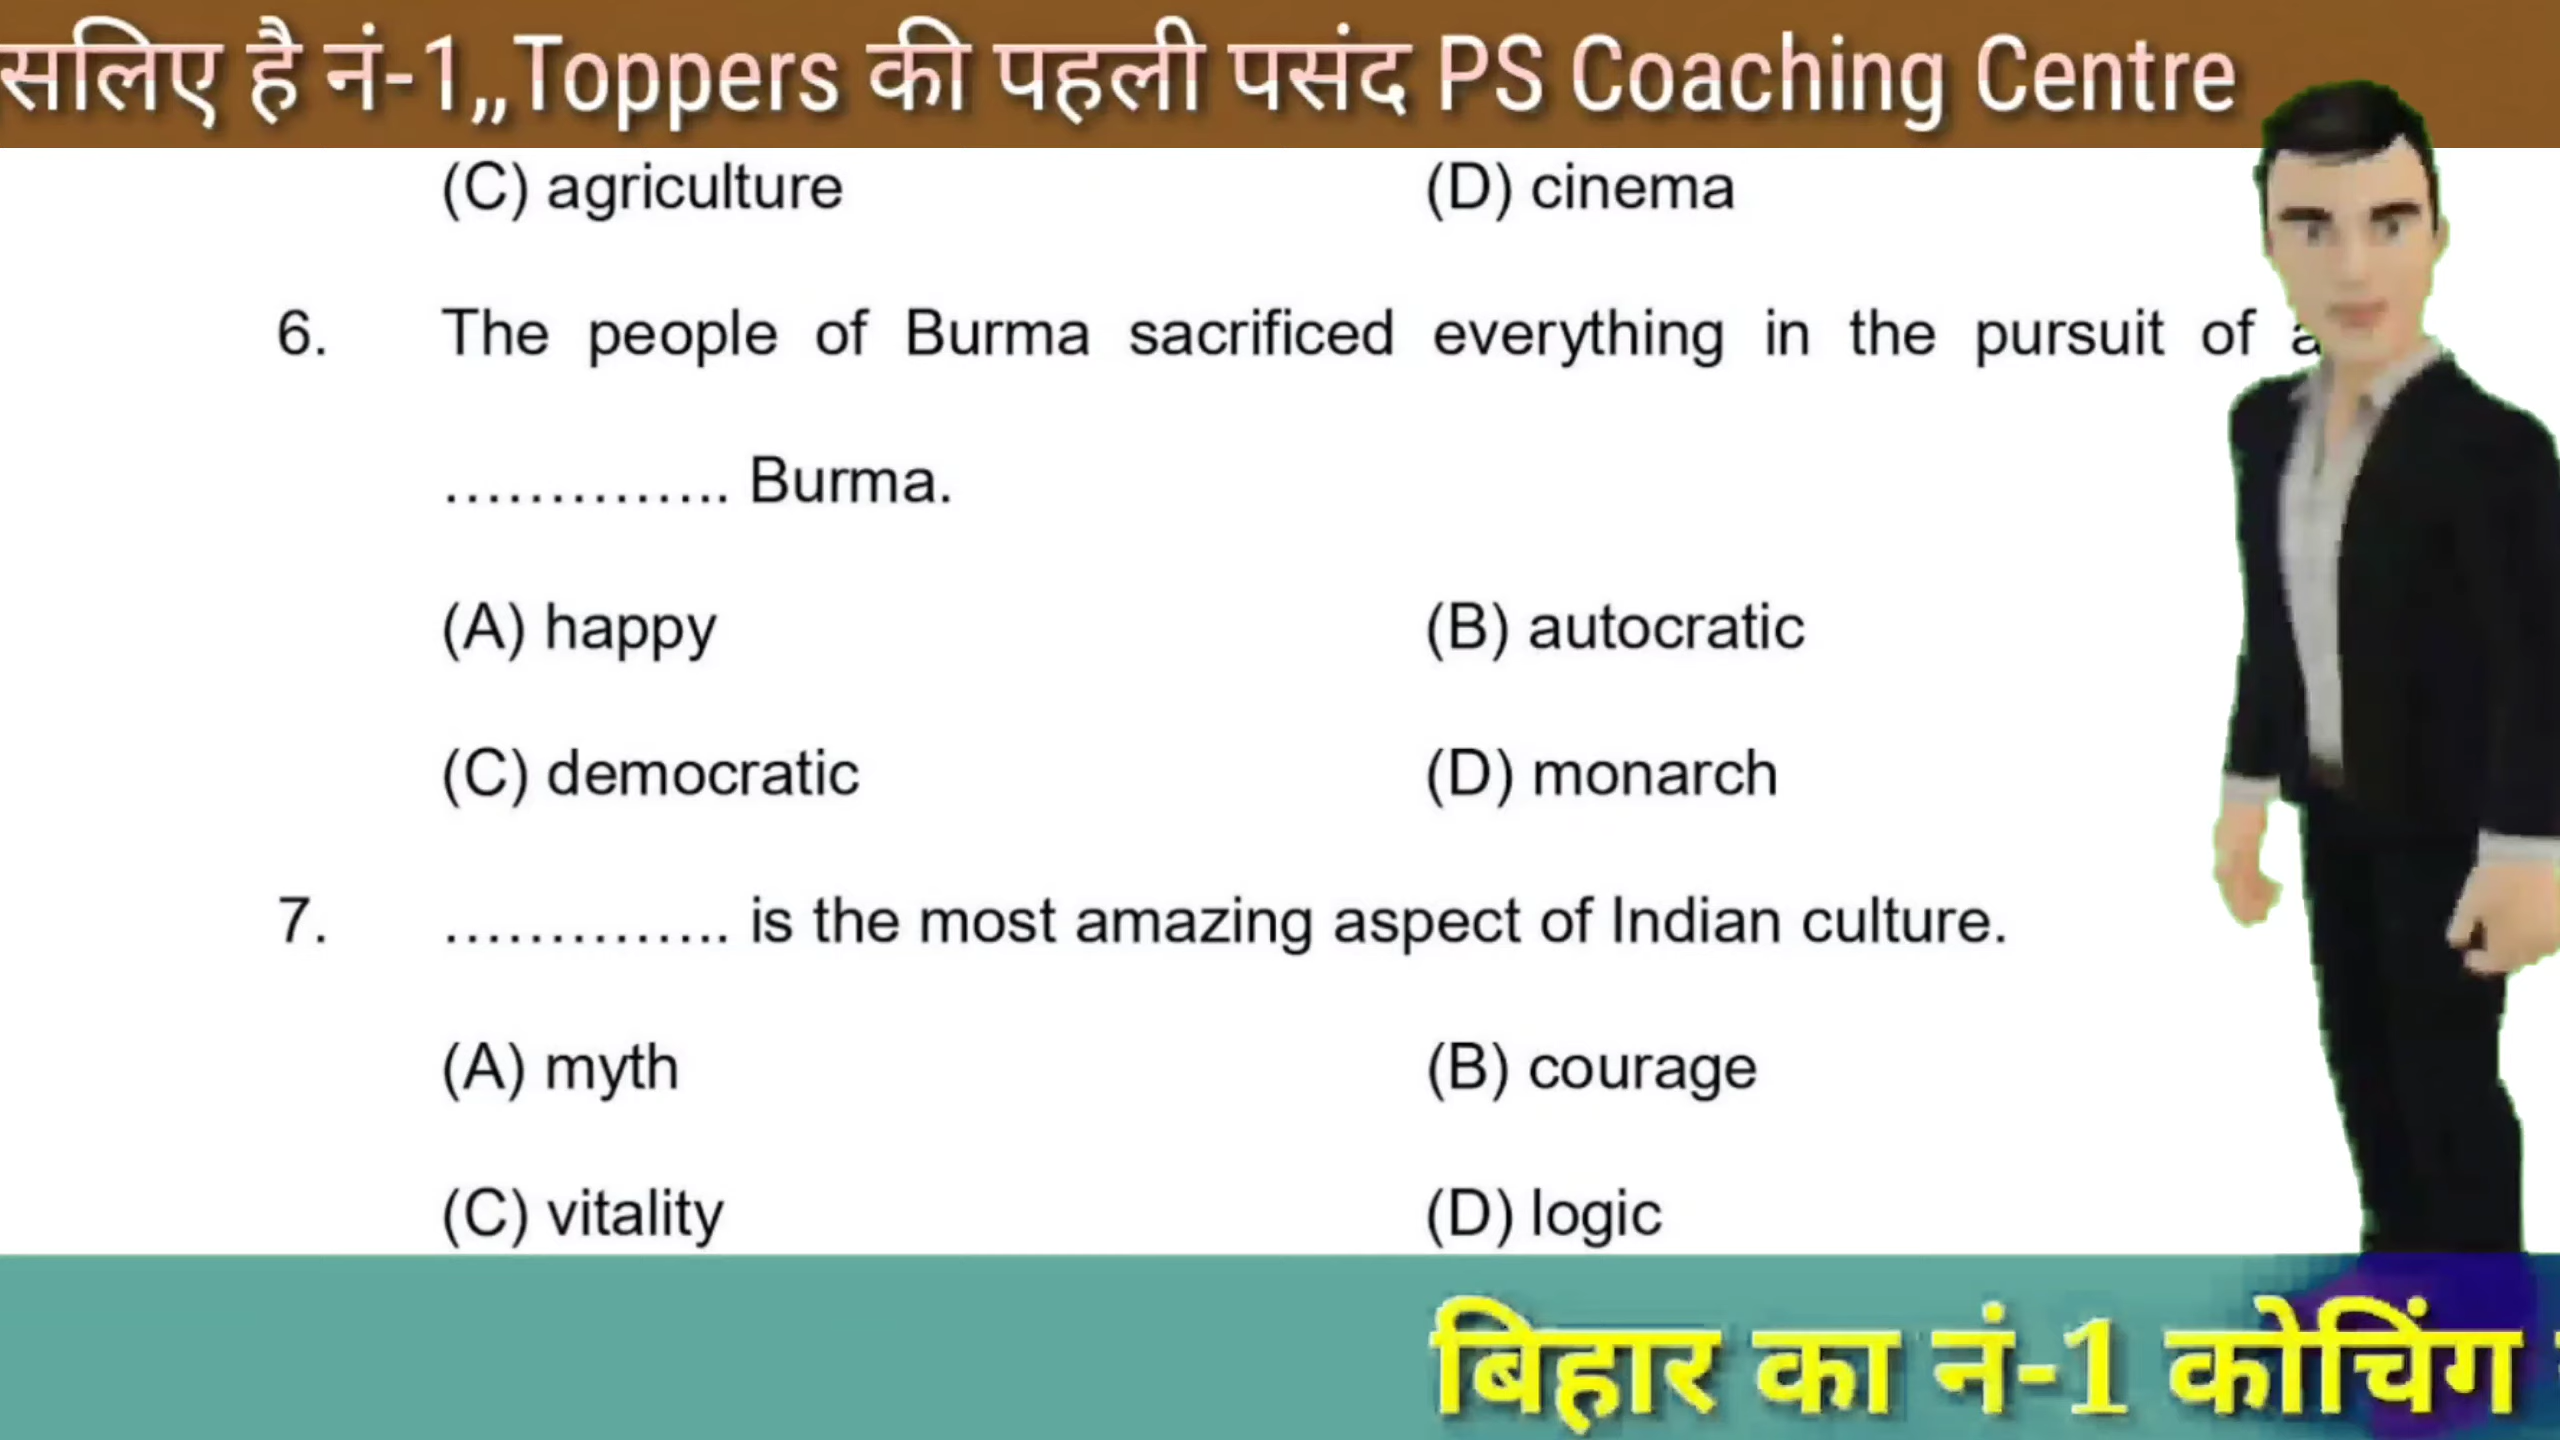 सलिए है नं-1,,Toppers की पहली पसंद PS Coaching Centre
(C) agriculture (D) cinema
6. The people of Burma sacrificed everything in the pursuit of a
.............. Burma.
(A) happy (B) autocratic
(C) democratic (D) monarch
7. .............. is the most amazing aspect of Indian culture.
(A) myth (B) courage
(C) vitality (D) logic
बिहार का नं-1 कोचिंग